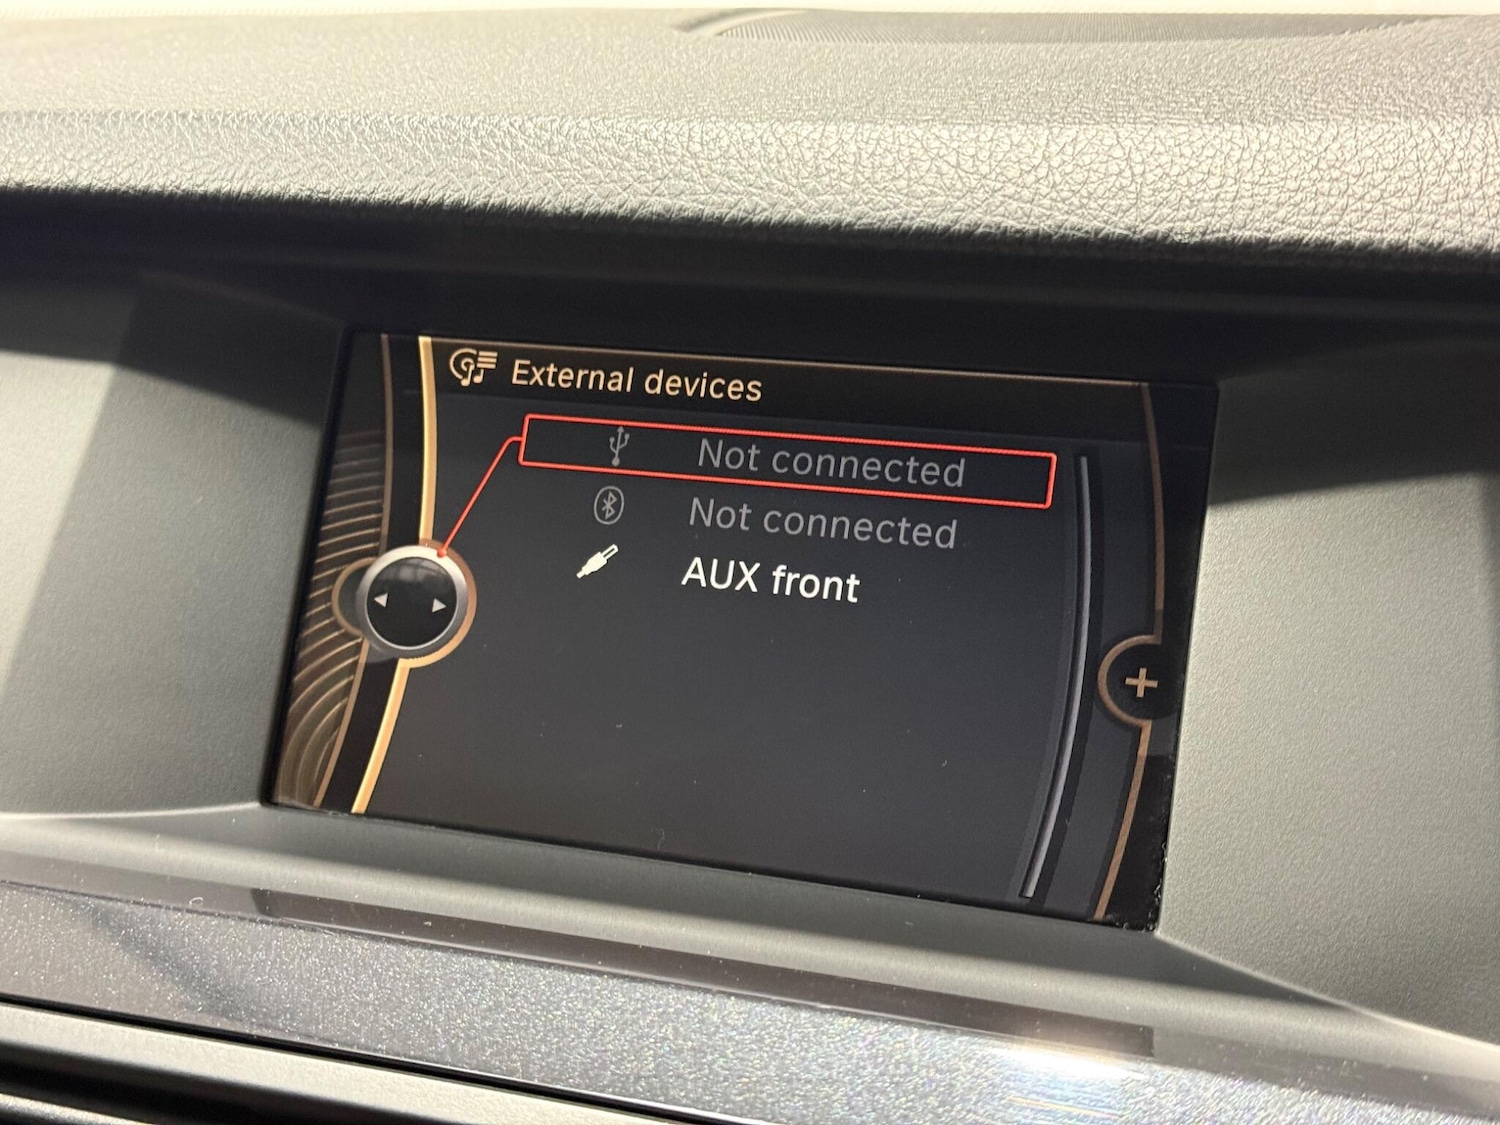 External devices
Not connected
Not connected
AUX front